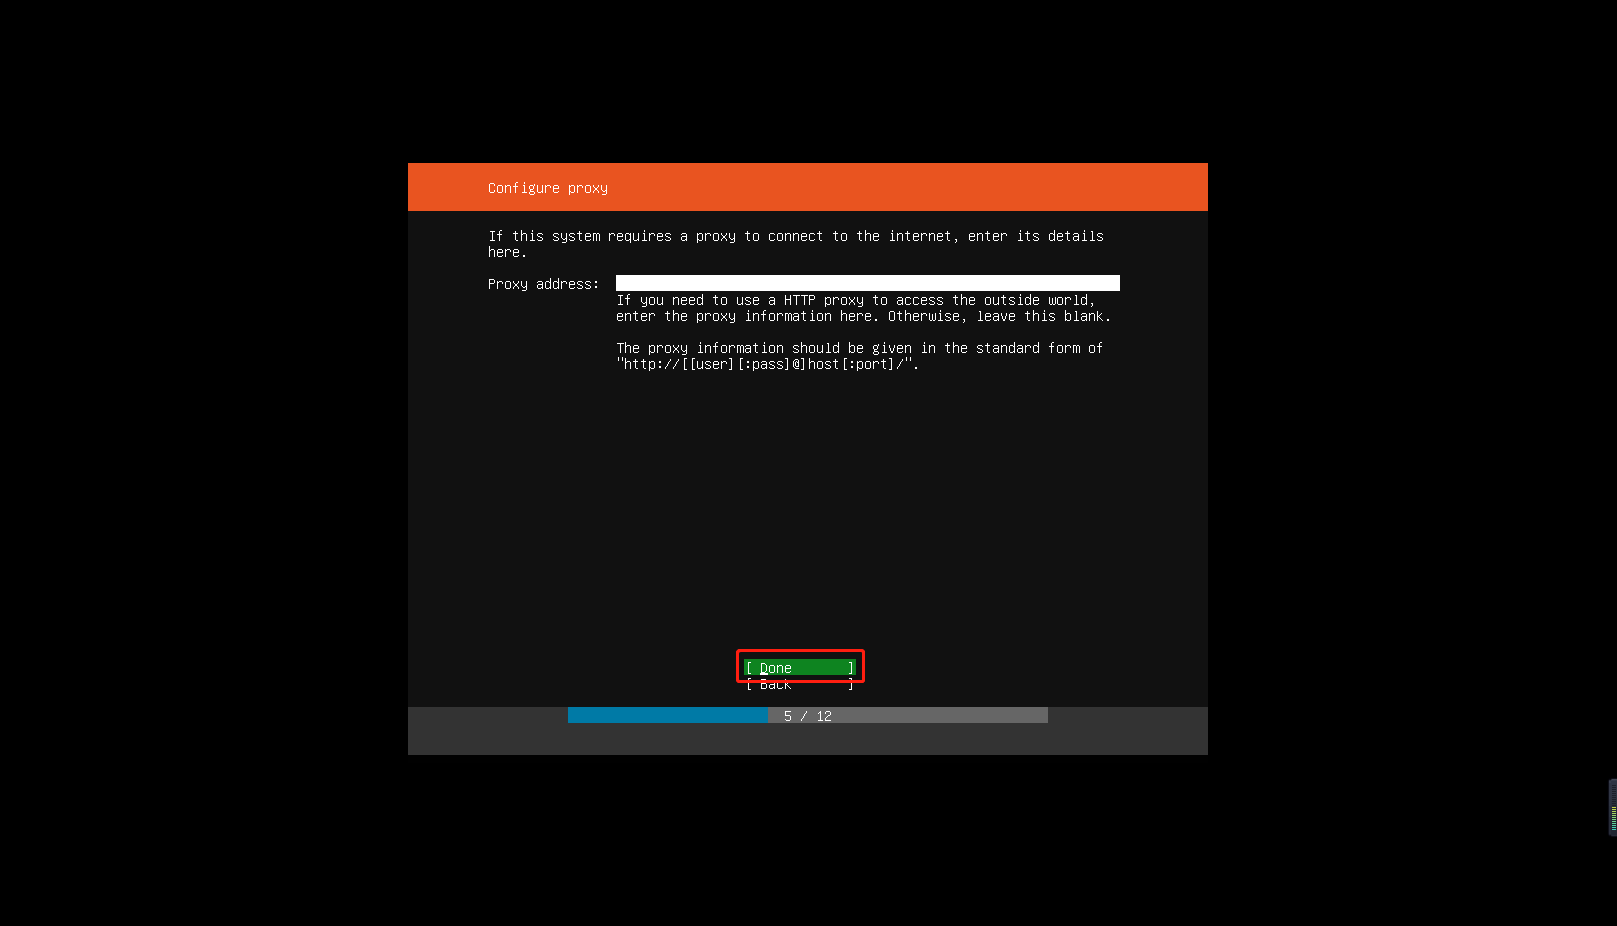 Configure proxy
If this system requires a proxy to connect to the internet, enter its details
here.
Proxy address:
If you need to use a HTTP proxy to access the outside world,
enter the proxy information here. Otherwise, leave this blank.
The proxy information should be given in the standard form of
"http://[[user][:pass]@]host[:port]/".
[ Done ]
[ Back ]
5 / 12